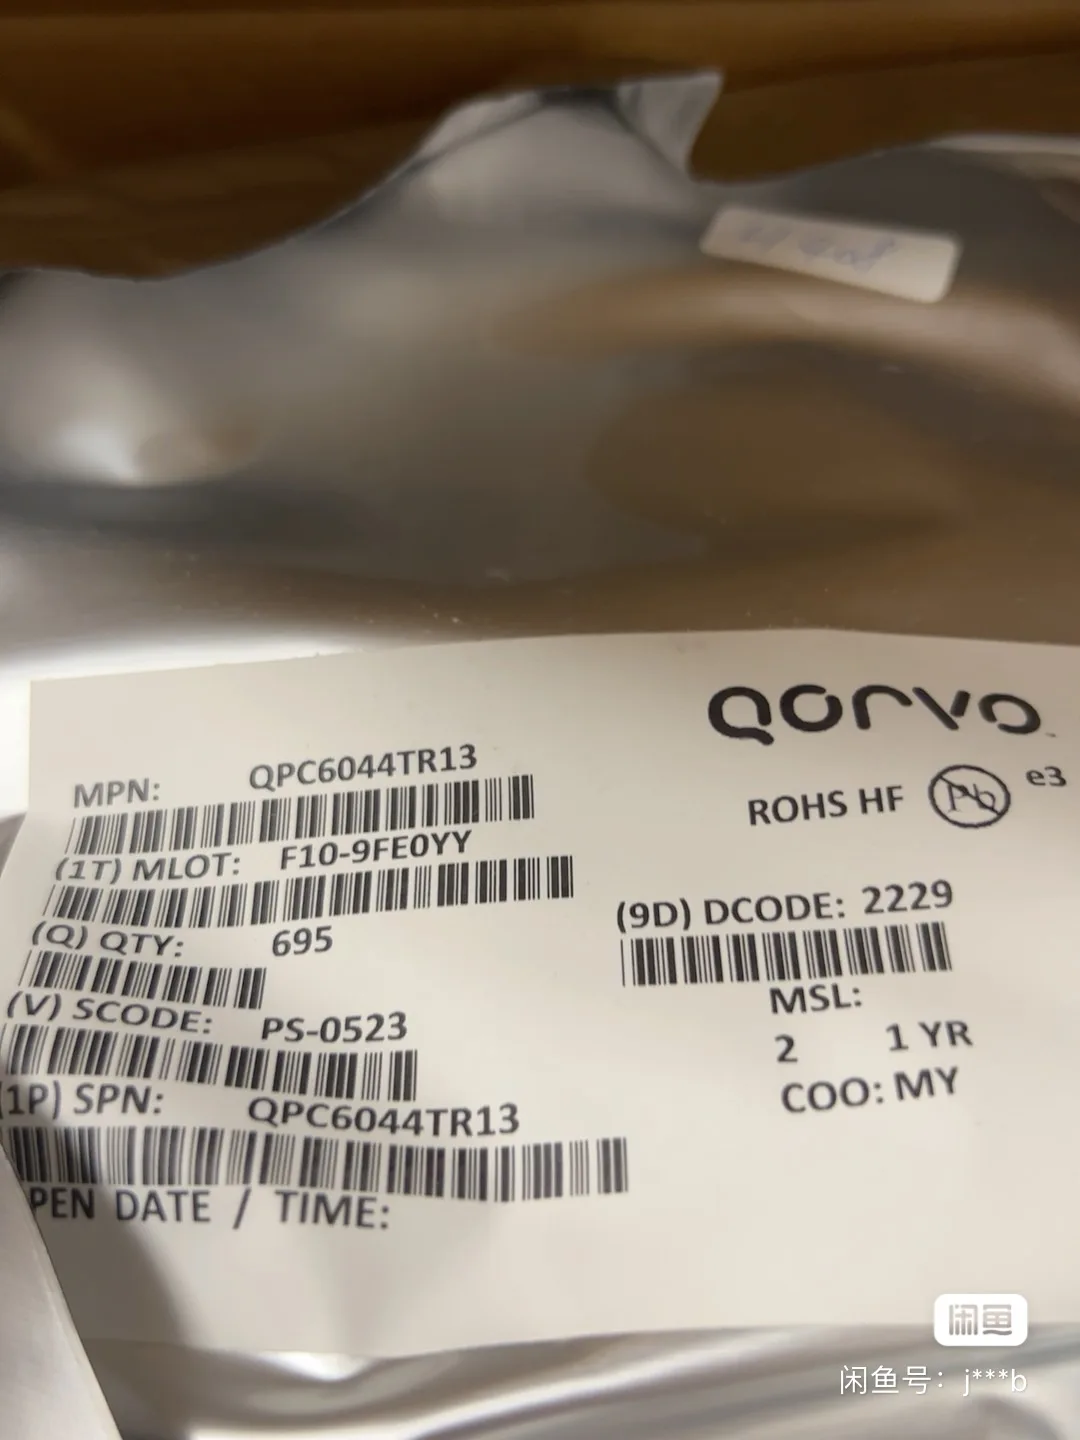 Qorvo
MPN: QPC6044TR13
ROHS HF Pb e3
(1T) MLOT: F10-9FE0YY
(9D) DCODE: 2229
(Q) QTY: 695
MSL:
2 1 YR
(V) SCODE: PS-0523
COO: MY
(1P) SPN: QPC6044TR13
PEN DATE / TIME:
闲鱼
闲鱼号：j***b